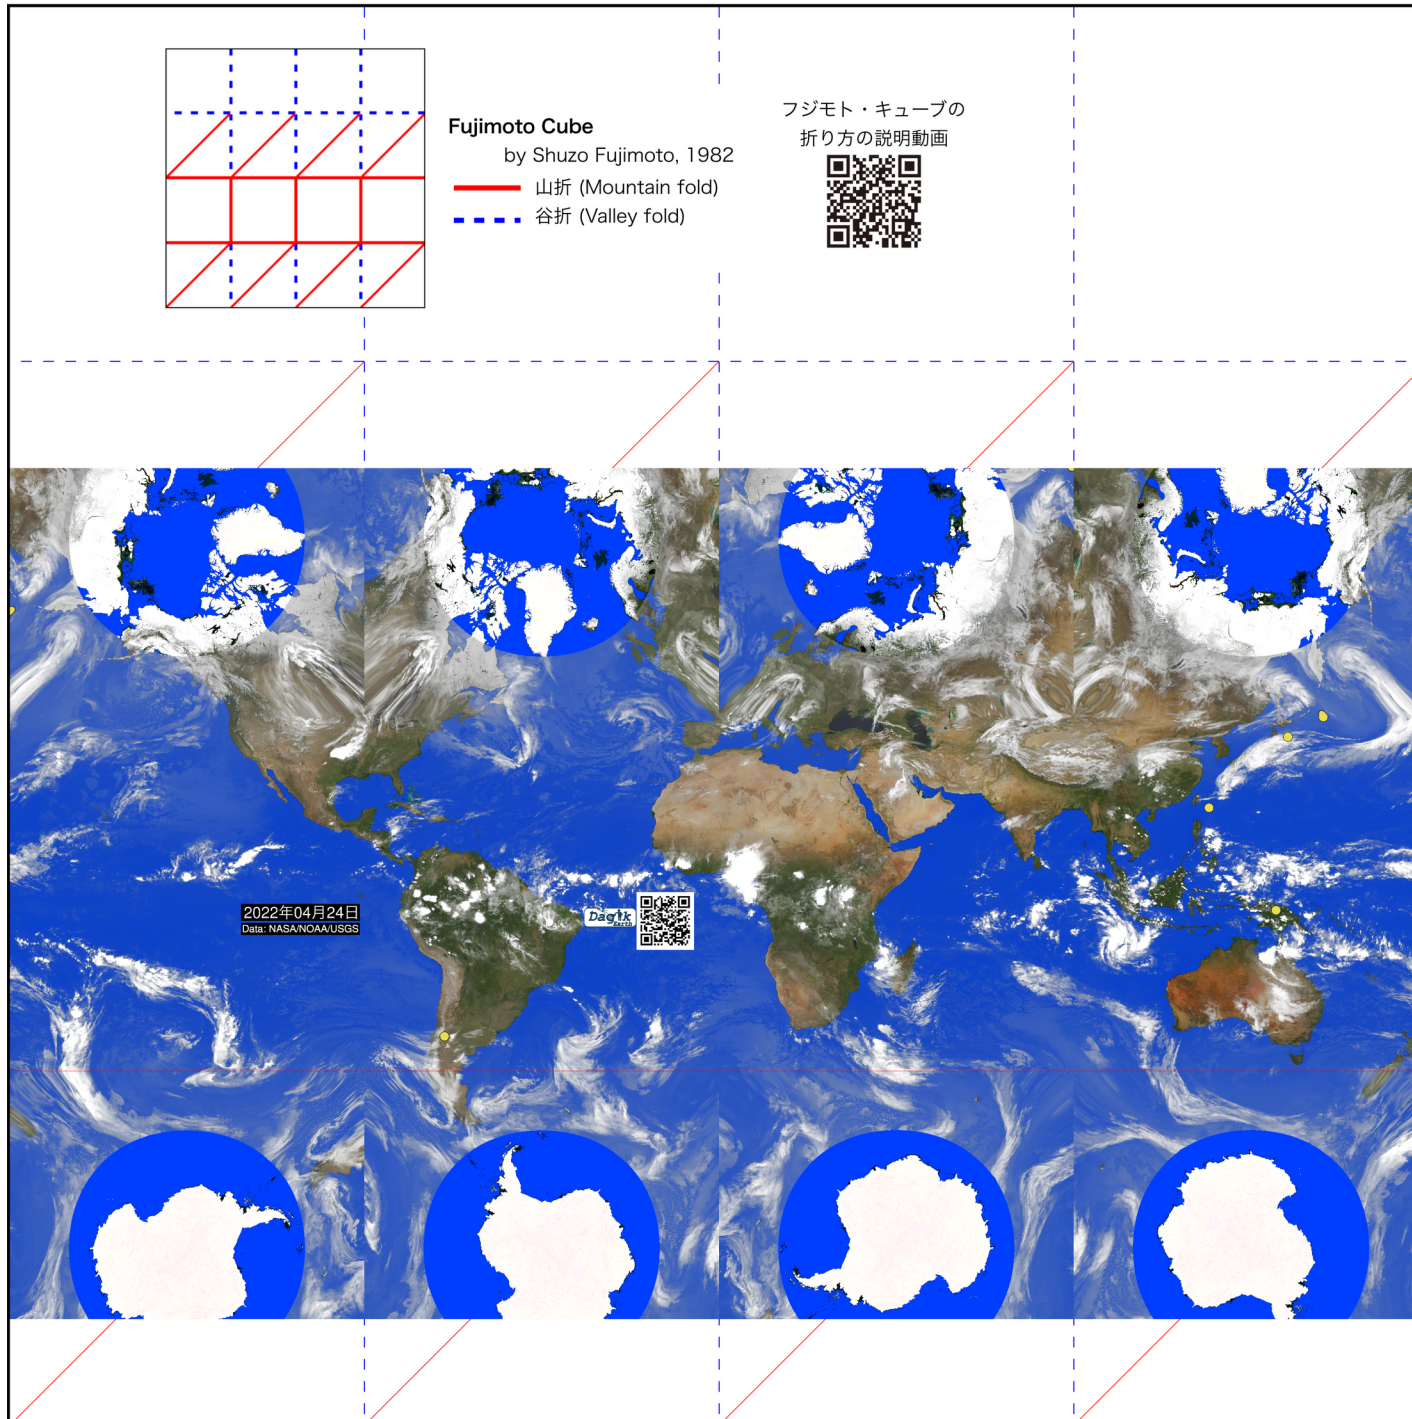 Fujimoto Cube
by Shuzo Fujimoto, 1982
山折 (Mountain fold)
谷折 (Valley fold)
フジモト・キューブの
折り方の説明動画
2022年04月24日
Data: NASA/NOAA/USGS
Dagik
Earth